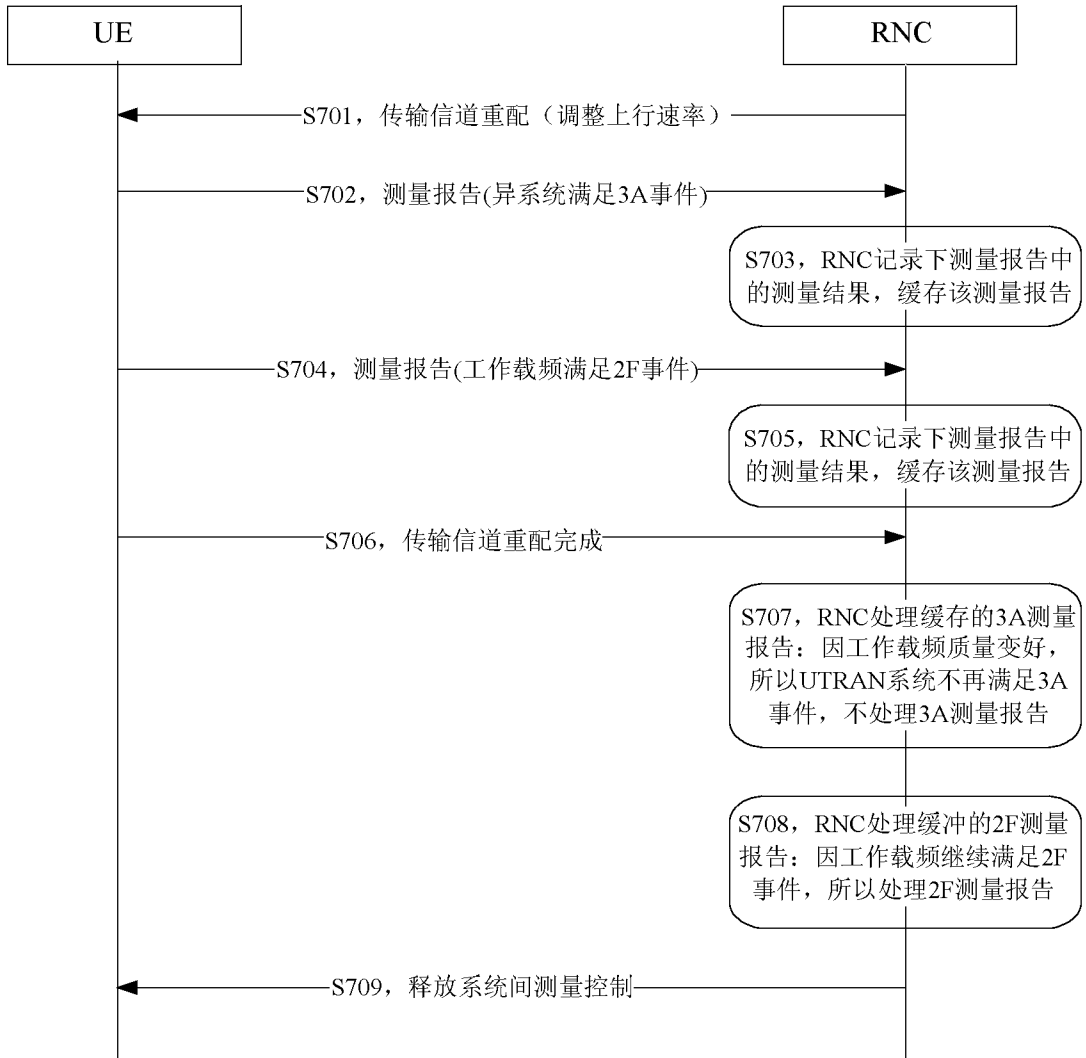 UE
RNC
S701，传输信道重配（调整上行速率）
S702，测量报告(异系统满足3A事件)
S703，RNC记录下测量报告中
的测量结果，缓存该测量报告
S704，测量报告(工作载频满足2F事件)
S705，RNC记录下测量报告中
的测量结果，缓存该测量报告
S706，传输信道重配完成
S707，RNC处理缓存的3A测量
报告：因工作载频质量变好，
所以UTRAN系统不再满足3A
事件，不处理3A测量报告
S708，RNC处理缓冲的2F测量
报告：因工作载频继续满足2F
事件，所以处理2F测量报告
S709，释放系统间测量控制